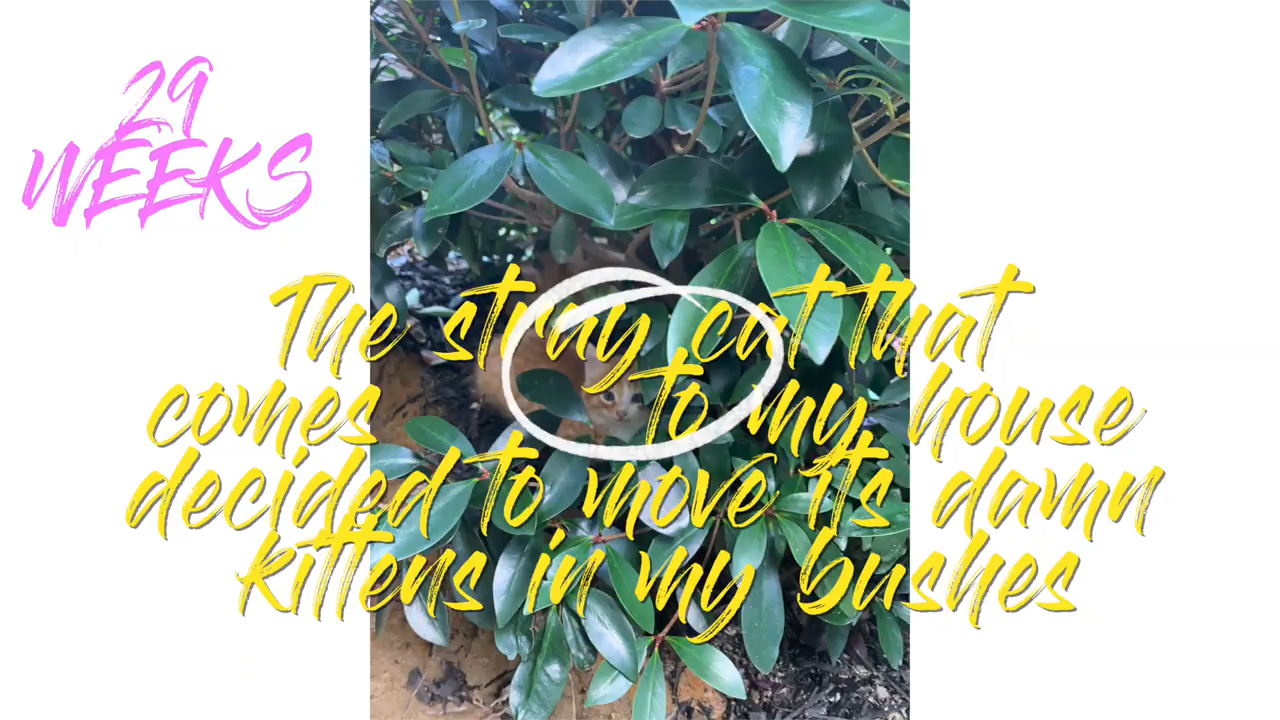 29
WEEKS
The stray cat that
comes to my house
decided to move its damn
kittens in my bushes